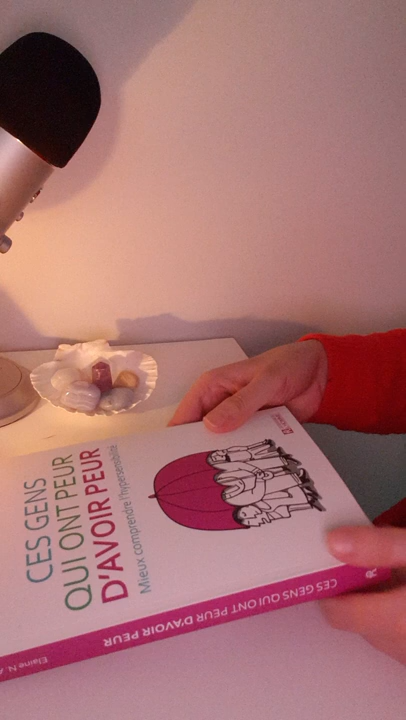 CES GENS
QUI ONT PEUR
D'AVOIR PEUR
Mieux comprendre l'hypersensibilité
CES GENS QUI ONT PEUR D'AVOIR PEUR
Elaine N.